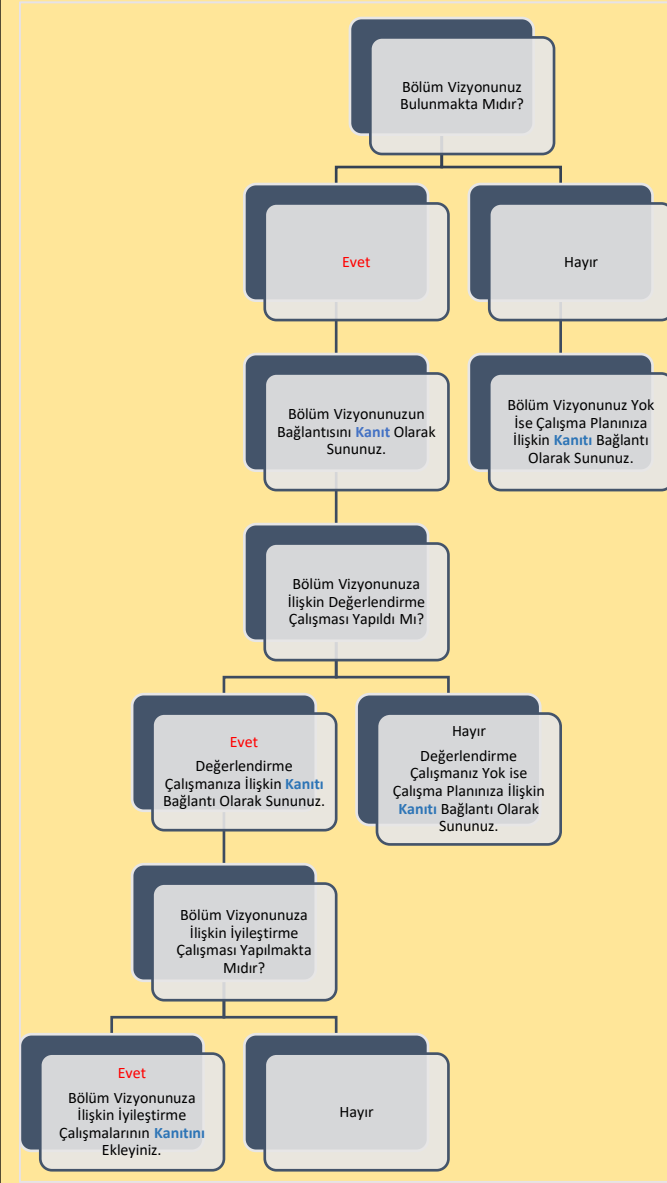 Bölüm Vizyonunuz
Bulunmakta Mıdır?
Evet
Hayır
Bölüm Vizyonunuzun
Bağlantısını Kanıt Olarak
Sununuz.
Bölüm Vizyonunuz Yok
İse Çalışma Planınıza
İlişkin Kanıtı Bağlantı
Olarak Sununuz.
Bölüm Vizyonunuza
İlişkin Değerlendirme
Çalışması Yapıldı Mı?
Evet
Değerlendirme
Çalışmanıza İlişkin Kanıtı
Bağlantı Olarak Sununuz.
Hayır
Değerlendirme
Çalışmanız Yok ise
Çalışma Planınıza İlişkin
Kanıtı Bağlantı Olarak
Sununuz.
Bölüm Vizyonunuza
İlişkin İyileştirme
Çalışması Yapılmakta
Mıdır?
Evet
Bölüm Vizyonunuza
İlişkin İyileştirme
Çalışmalarının Kanıtını
Ekleyiniz.
Hayır